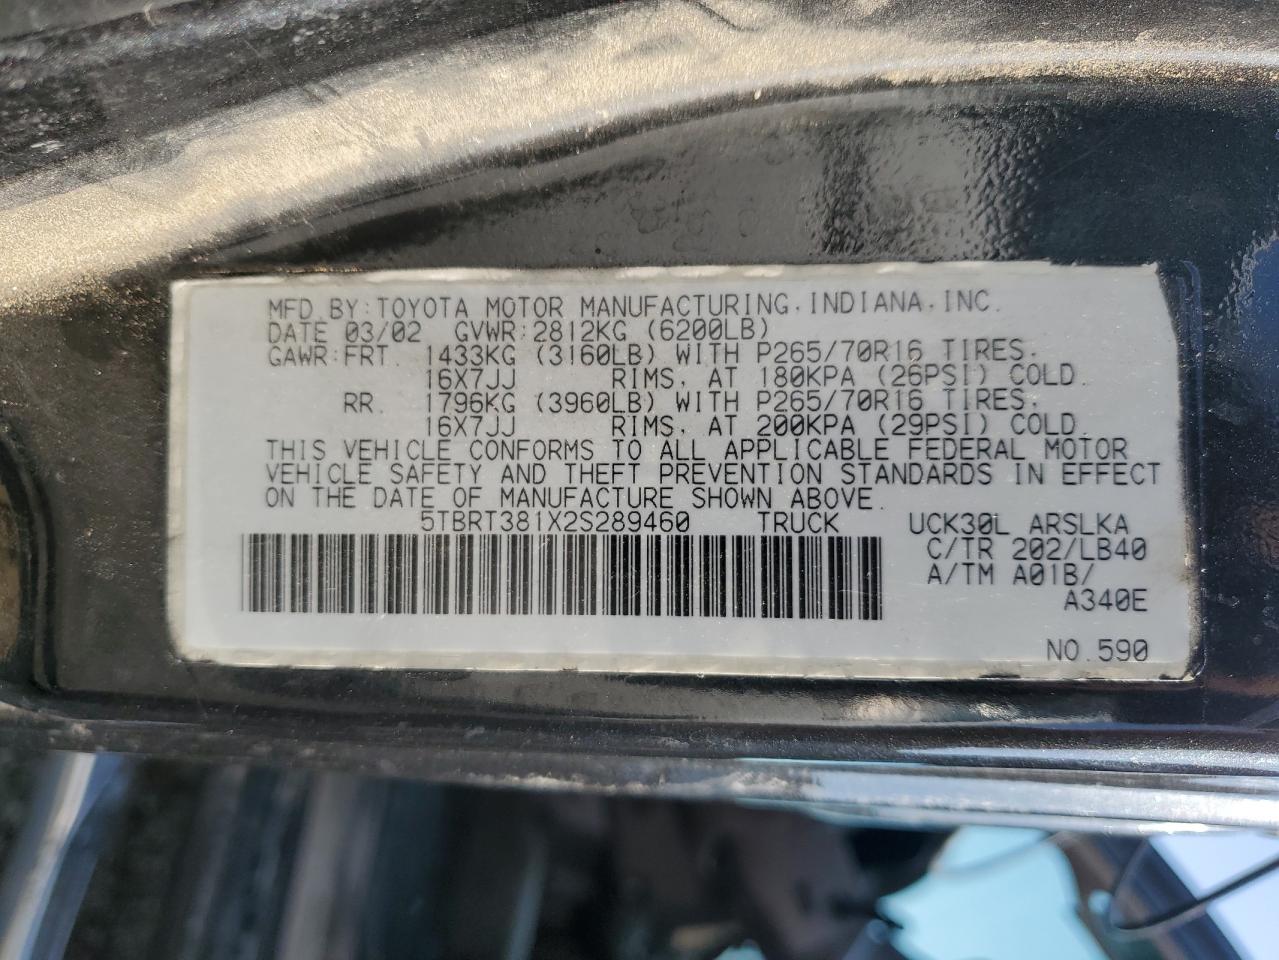 MFD.BY:TOYOTA MOTOR MANUFACTURING.INDIANA.INC.
DATE 03/02 GVWR:2812KG (6200LB)
GAWR:FRT. 1433KG (3160LB) WITH P265/70R16 TIRES.
16X7JJ RIMS, AT 180KPA (26PSI) COLD.
RR. 1796KG (3960LB) WITH P265/70R16 TIRES.
16X7JJ RIMS, AT 200KPA (29PSI) COLD.
THIS VEHICLE CONFORMS TO ALL APPLICABLE FEDERAL MOTOR
VEHICLE SAFETY AND THEFT PREVENTION STANDARDS IN EFFECT
ON THE DATE OF MANUFACTURE SHOWN ABOVE.
5TBRT381X2S289460 TRUCK UCK30L ARSLKA
C/TR 202/LB40
A/TM A01B/
A340E
NO.590